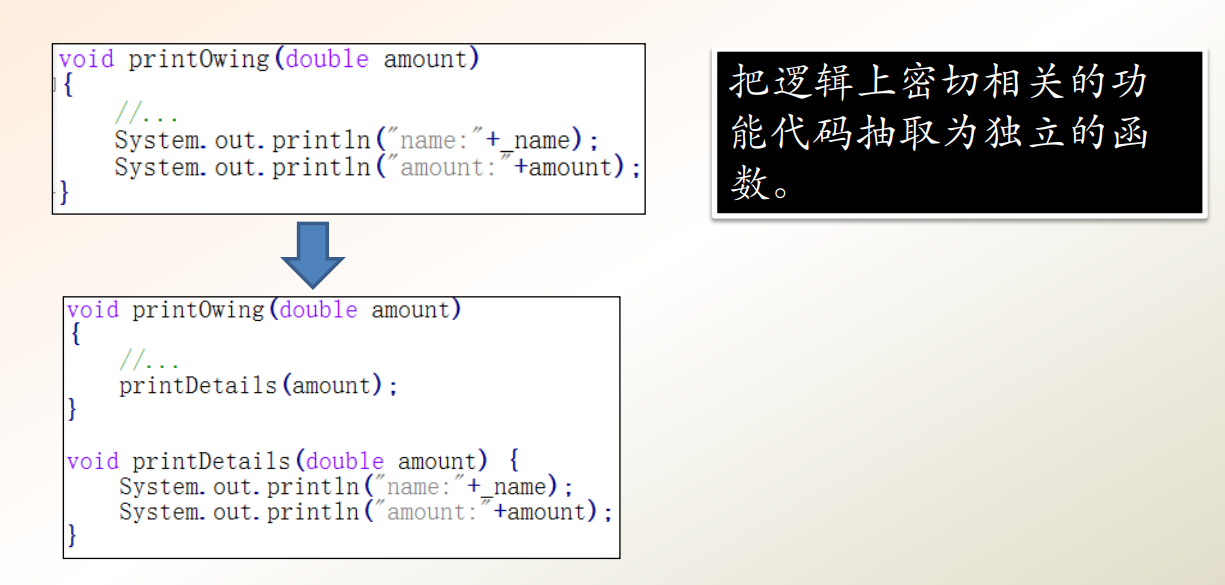 void printOwing(double amount)
{
//...
System.out.println("name:"+_name);
System.out.println("amount:"+amount);
}
把逻辑上密切相关的功
能代码抽取为独立的函
数。
void printOwing(double amount)
{
//...
printDetails(amount);
}
void printDetails(double amount) {
System.out.println("name:"+_name);
System.out.println("amount:"+amount);
}